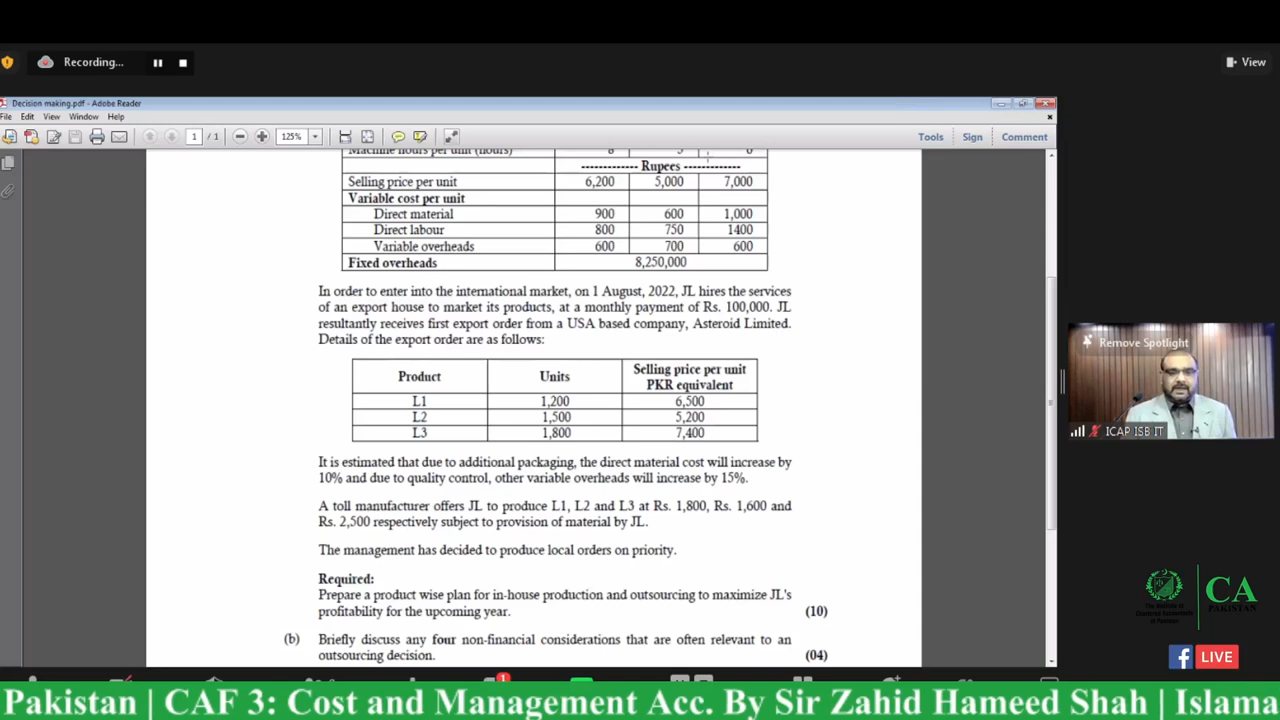 Recording...
View
Decision making.pdf - Adobe Reader
File Edit View Window Help
1 / 1 125% Tools Sign Comment
Machine hours per unit (hours) 8 5 6
------------- Rupees -------------
Selling price per unit 6,200 5,000 7,000
Variable cost per unit
Direct material 900 600 1,000
Direct labour 800 750 1400
Variable overheads 600 700 600
Fixed overheads 8,250,000
In order to enter into the international market, on 1 August, 2022, JL hires the services
of an export house to market its products, at a monthly payment of Rs. 100,000. JL
resultantly receives first export order from a USA based company, Asteroid Limited.
Details of the export order are as follows:
Product Units Selling price per unit
PKR equivalent
L1 1,200 6,500
L2 1,500 5,200
L3 1,800 7,400
It is estimated that due to additional packaging, the direct material cost will increase by
10% and due to quality control, other variable overheads will increase by 15%.
A toll manufacturer offers JL to produce L1, L2 and L3 at Rs. 1,800, Rs. 1,600 and
Rs. 2,500 respectively subject to provision of material by JL.
The management has decided to produce local orders on priority.
Required:
Prepare a product wise plan for in-house production and outsourcing to maximize JL's
profitability for the upcoming year. (10)
(b) Briefly discuss any four non-financial considerations that are often relevant to an
outsourcing decision. (04)
Remove Spotlight
ICAP ISB IT
CA
PAKISTAN
f LIVE
1
Pakistan | CAF 3: Cost and Management Acc. By Sir Zahid Hameed Shah | Islama